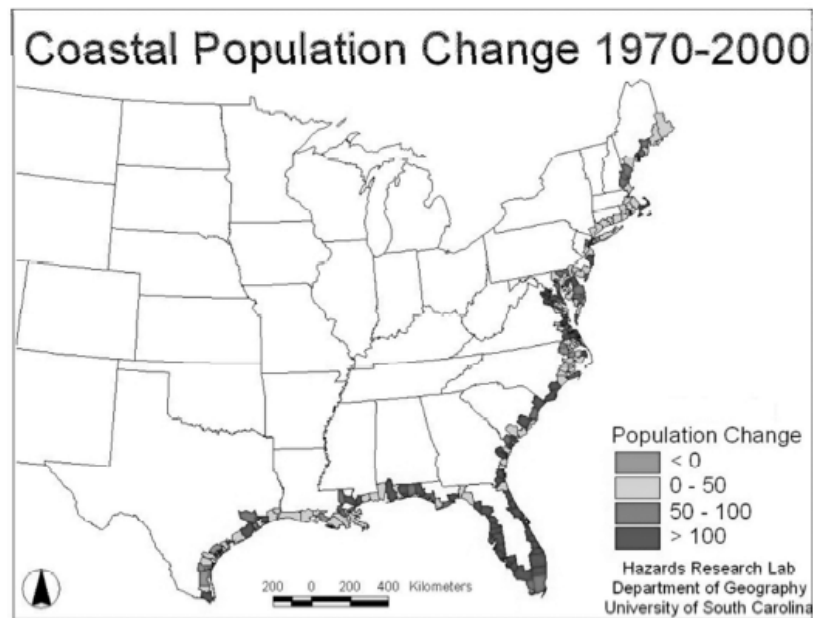 Coastal Population Change 1970-2000
Population Change
< 0
0 - 50
50 - 100
> 100
200 0 200 400 Kilometers
Hazards Research Lab
Department of Geography
University of South Carolina